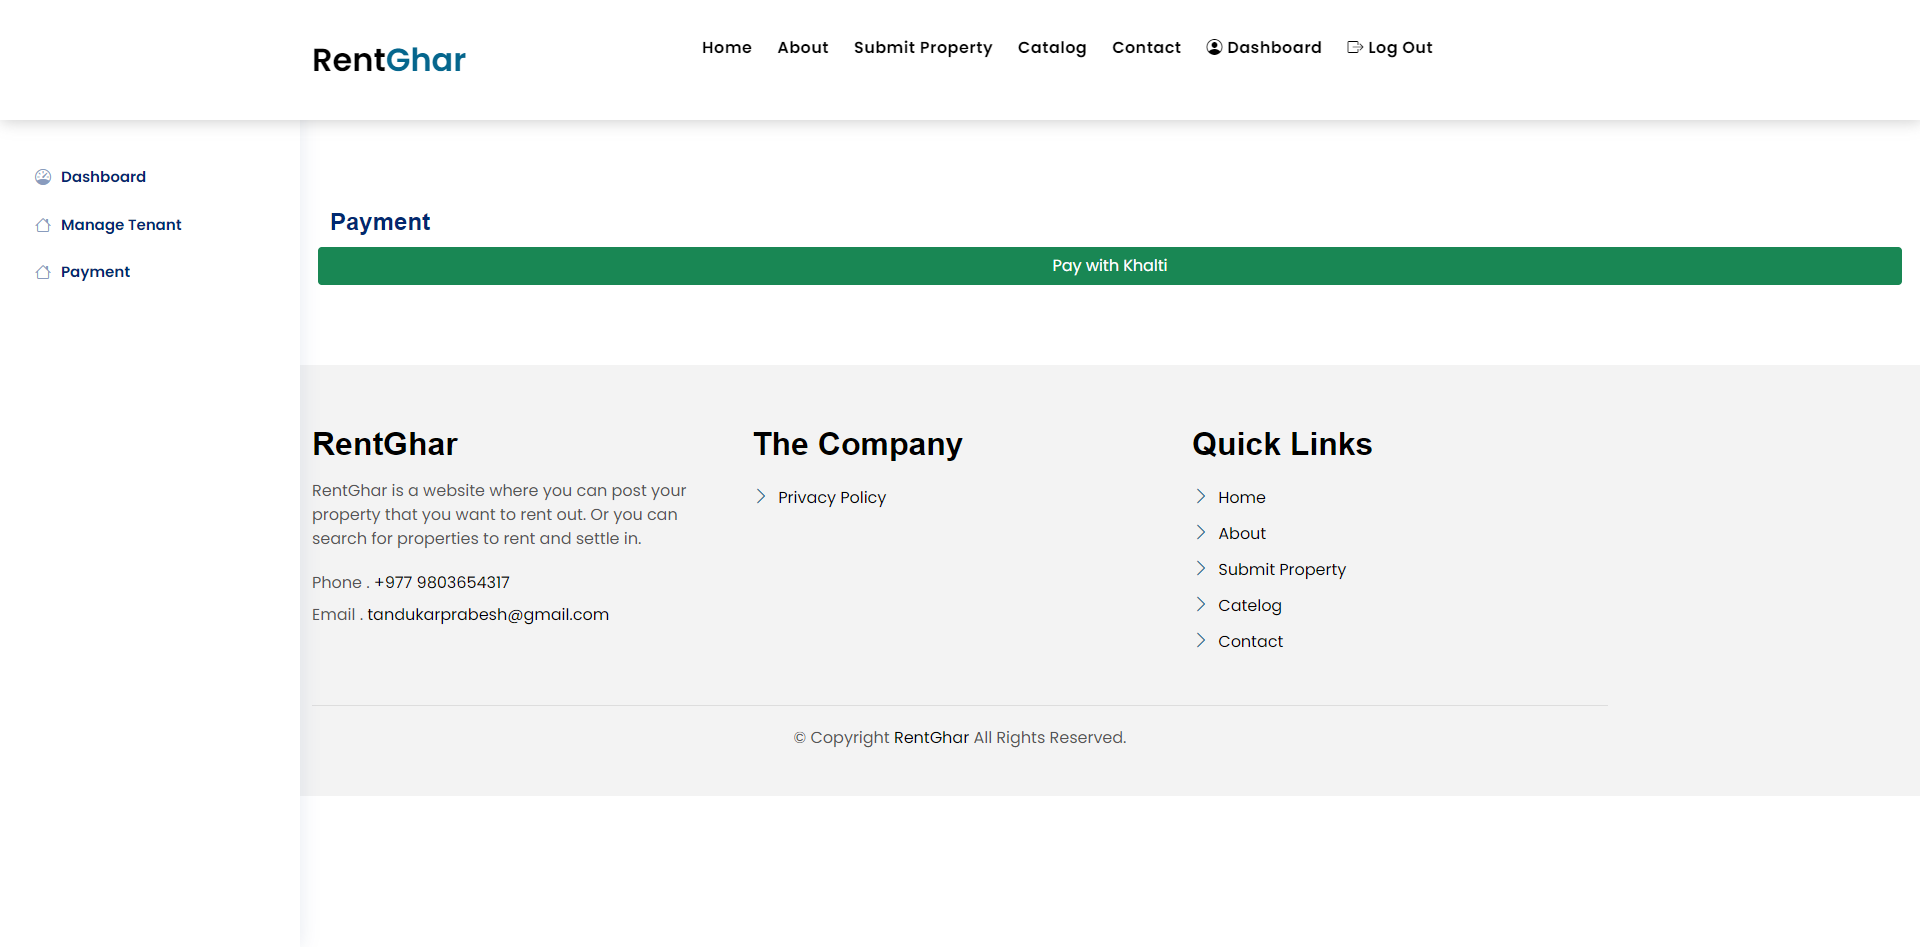 RentGhar
Home About Submit Property Catalog Contact Dashboard Log Out
Dashboard
Manage Tenant
Payment
Payment
Pay with Khalti
RentGhar
RentGhar is a website where you can post your
property that you want to rent out. Or you can
search for properties to rent and settle in.
Phone . +977 9803654317
Email . tandukarprabesh@gmail.com
The Company
Privacy Policy
Quick Links
Home
About
Submit Property
Catelog
Contact
© Copyright RentGhar All Rights Reserved.